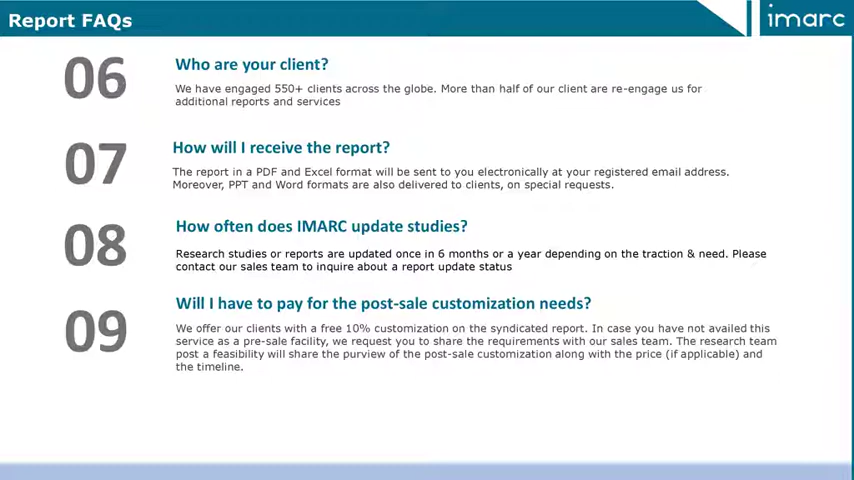 Report FAQs
imarc
06
Who are your client?
We have engaged 550+ clients across the globe. More than half of our client are re-engage us for
additional reports and services
07
How will I receive the report?
The report in a PDF and Excel format will be sent to you electronically at your registered email address.
Moreover, PPT and Word formats are also delivered to clients, on special requests.
08
How often does IMARC update studies?
Research studies or reports are updated once in 6 months or a year depending on the traction & need. Please
contact our sales team to inquire about a report update status
09
Will I have to pay for the post-sale customization needs?
We offer our clients with a free 10% customization on the syndicated report. In case you have not availed this
service as a pre-sale facility, we request you to share the requirements with our sales team. The research team
post a feasibility will share the purview of the post-sale customization along with the price (if applicable) and
the timeline.